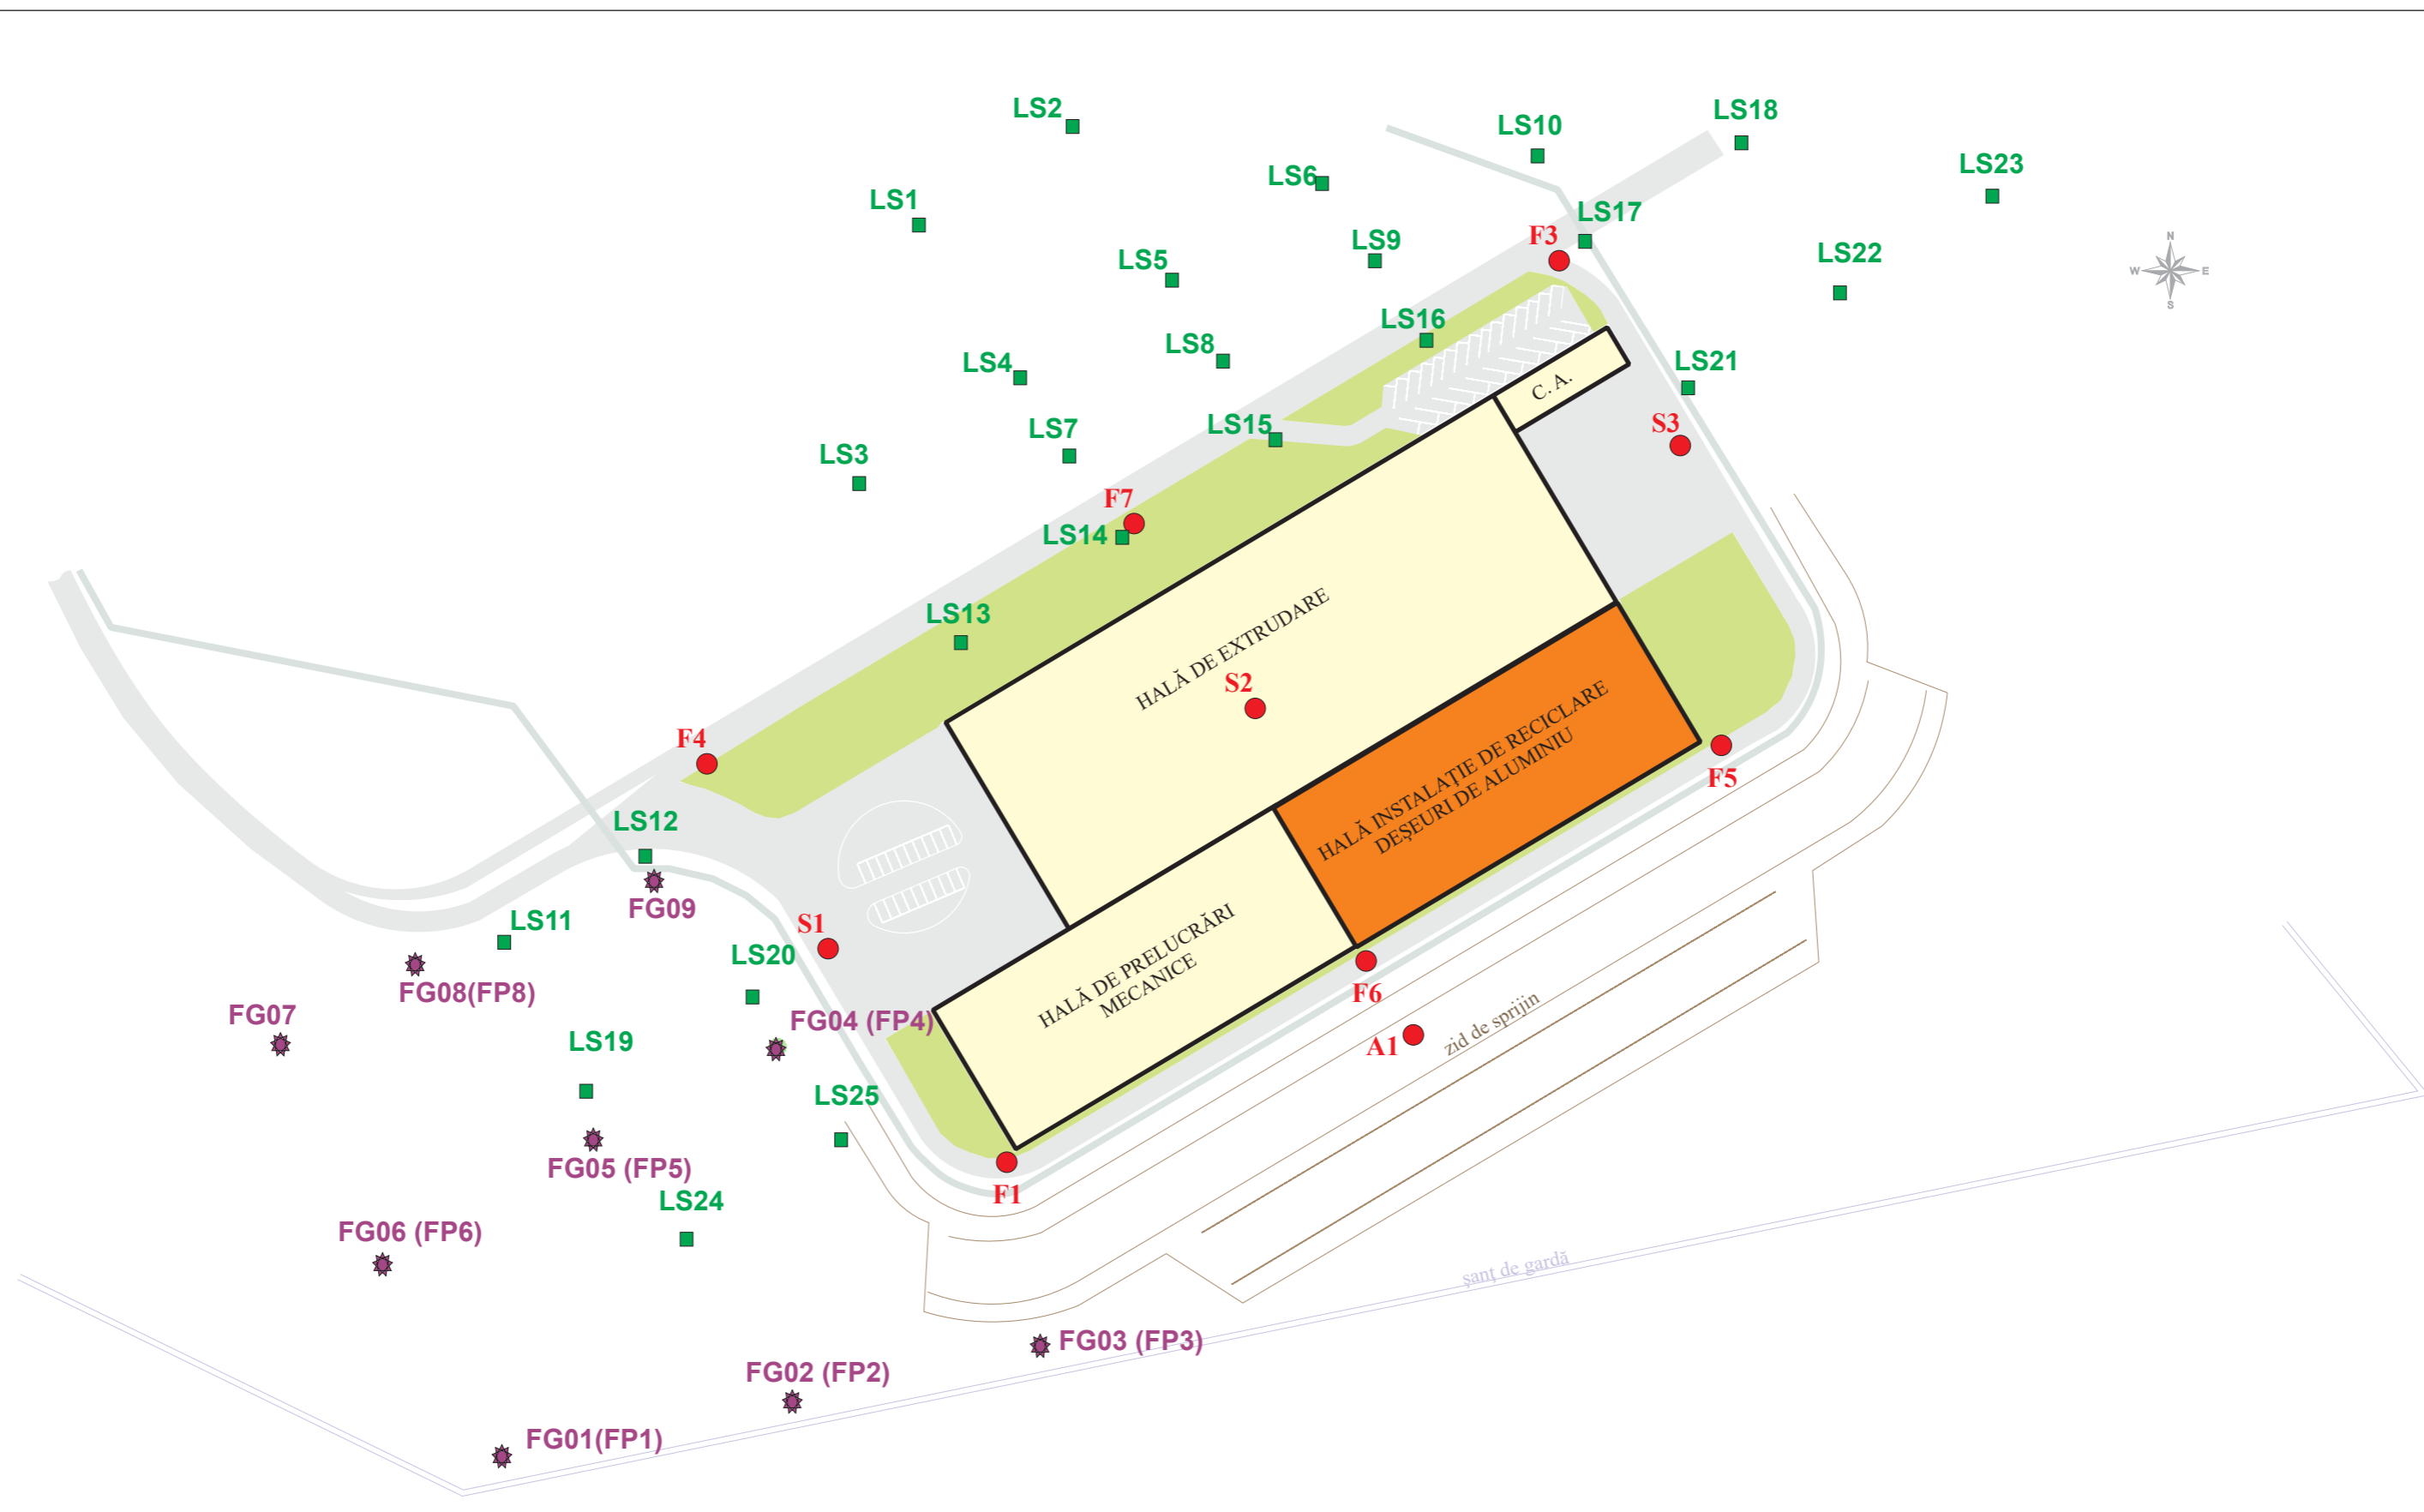 LS2
LS18
LS10
LS23
LS6
LS1
LS17
F3
LS9
N
W E
S
LS22
LS5
LS16
LS8
LS4
LS21
C. A.
LS15
S3
LS7
LS3
F7
LS14
LS13
HALĂ DE EXTRUDARE
S2
F4
HALĂ INSTALAŢIE DE RECICLARE
DEŞEURI DE ALUMINIU
F5
LS12
FG09
LS11
S1
LS20
HALĂ DE PRELUCRĂRI
MECANICE
FG08(FP8)
F6
FG07
FG04 (FP4)
zid de sprijin
A1
LS19
LS25
FG05 (FP5)
F1
LS24
FG06 (FP6)
şanţ de gardă
FG03 (FP3)
FG02 (FP2)
FG01(FP1)